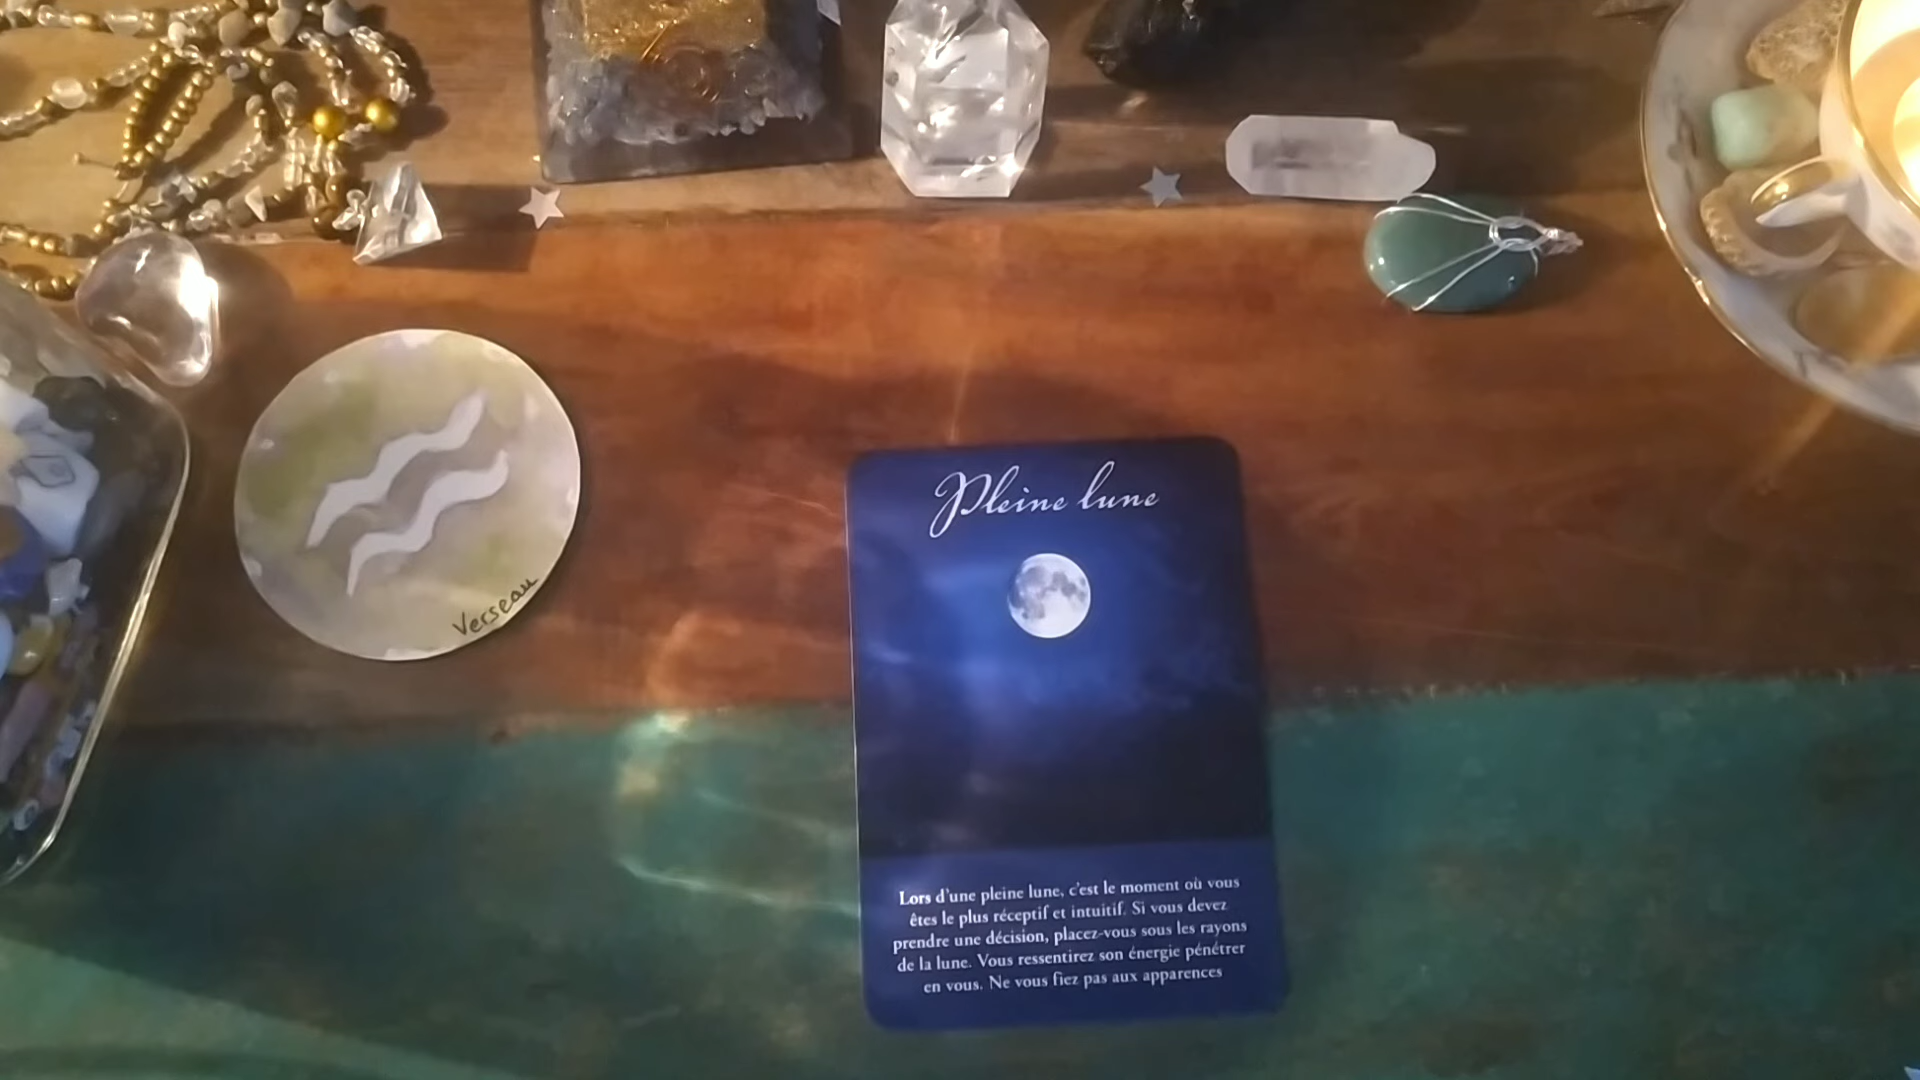 Pleine lune
Verseau
Lors d'une pleine lune, c'est le moment où vous
êtes le plus réceptif et intuitif. Si vous devez
prendre une décision, placez-vous sous les rayons
de la lune. Vous ressentirez son énergie pénétrer
en vous. Ne vous fiez pas aux apparences